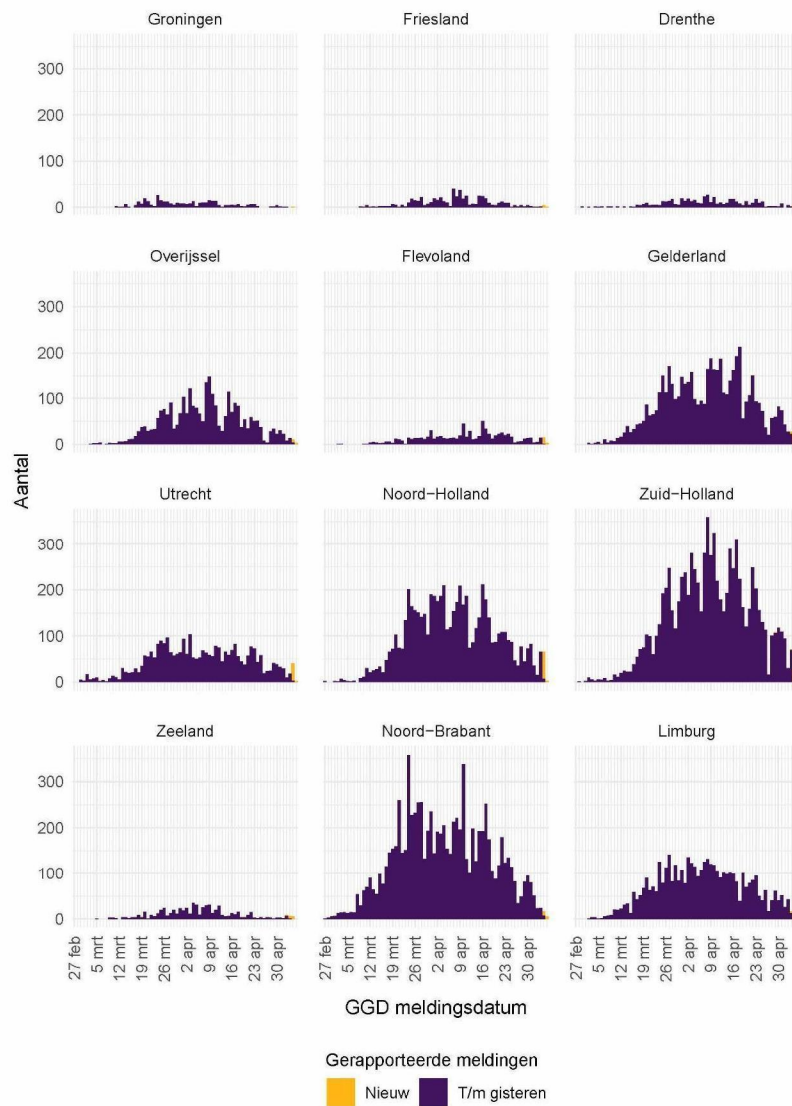 Groningen
Friesland
Drenthe
300
200
100
0
Overijssel
Flevoland
Gelderland
300
200
100
0
Aantal
Utrecht
Noord−Holland
Zuid−Holland
300
200
100
0
Zeeland
Noord−Brabant
Limburg
300
200
100
0
27 feb
5 mrt
12 mrt
19 mrt
26 mrt
2 apr
9 apr
16 apr
23 apr
30 apr
27 feb
5 mrt
12 mrt
19 mrt
26 mrt
2 apr
9 apr
16 apr
23 apr
30 apr
27 feb
5 mrt
12 mrt
19 mrt
26 mrt
2 apr
9 apr
16 apr
23 apr
30 apr
GGD meldingsdatum
Gerapporteerde meldingen
Nieuw
T/m gisteren